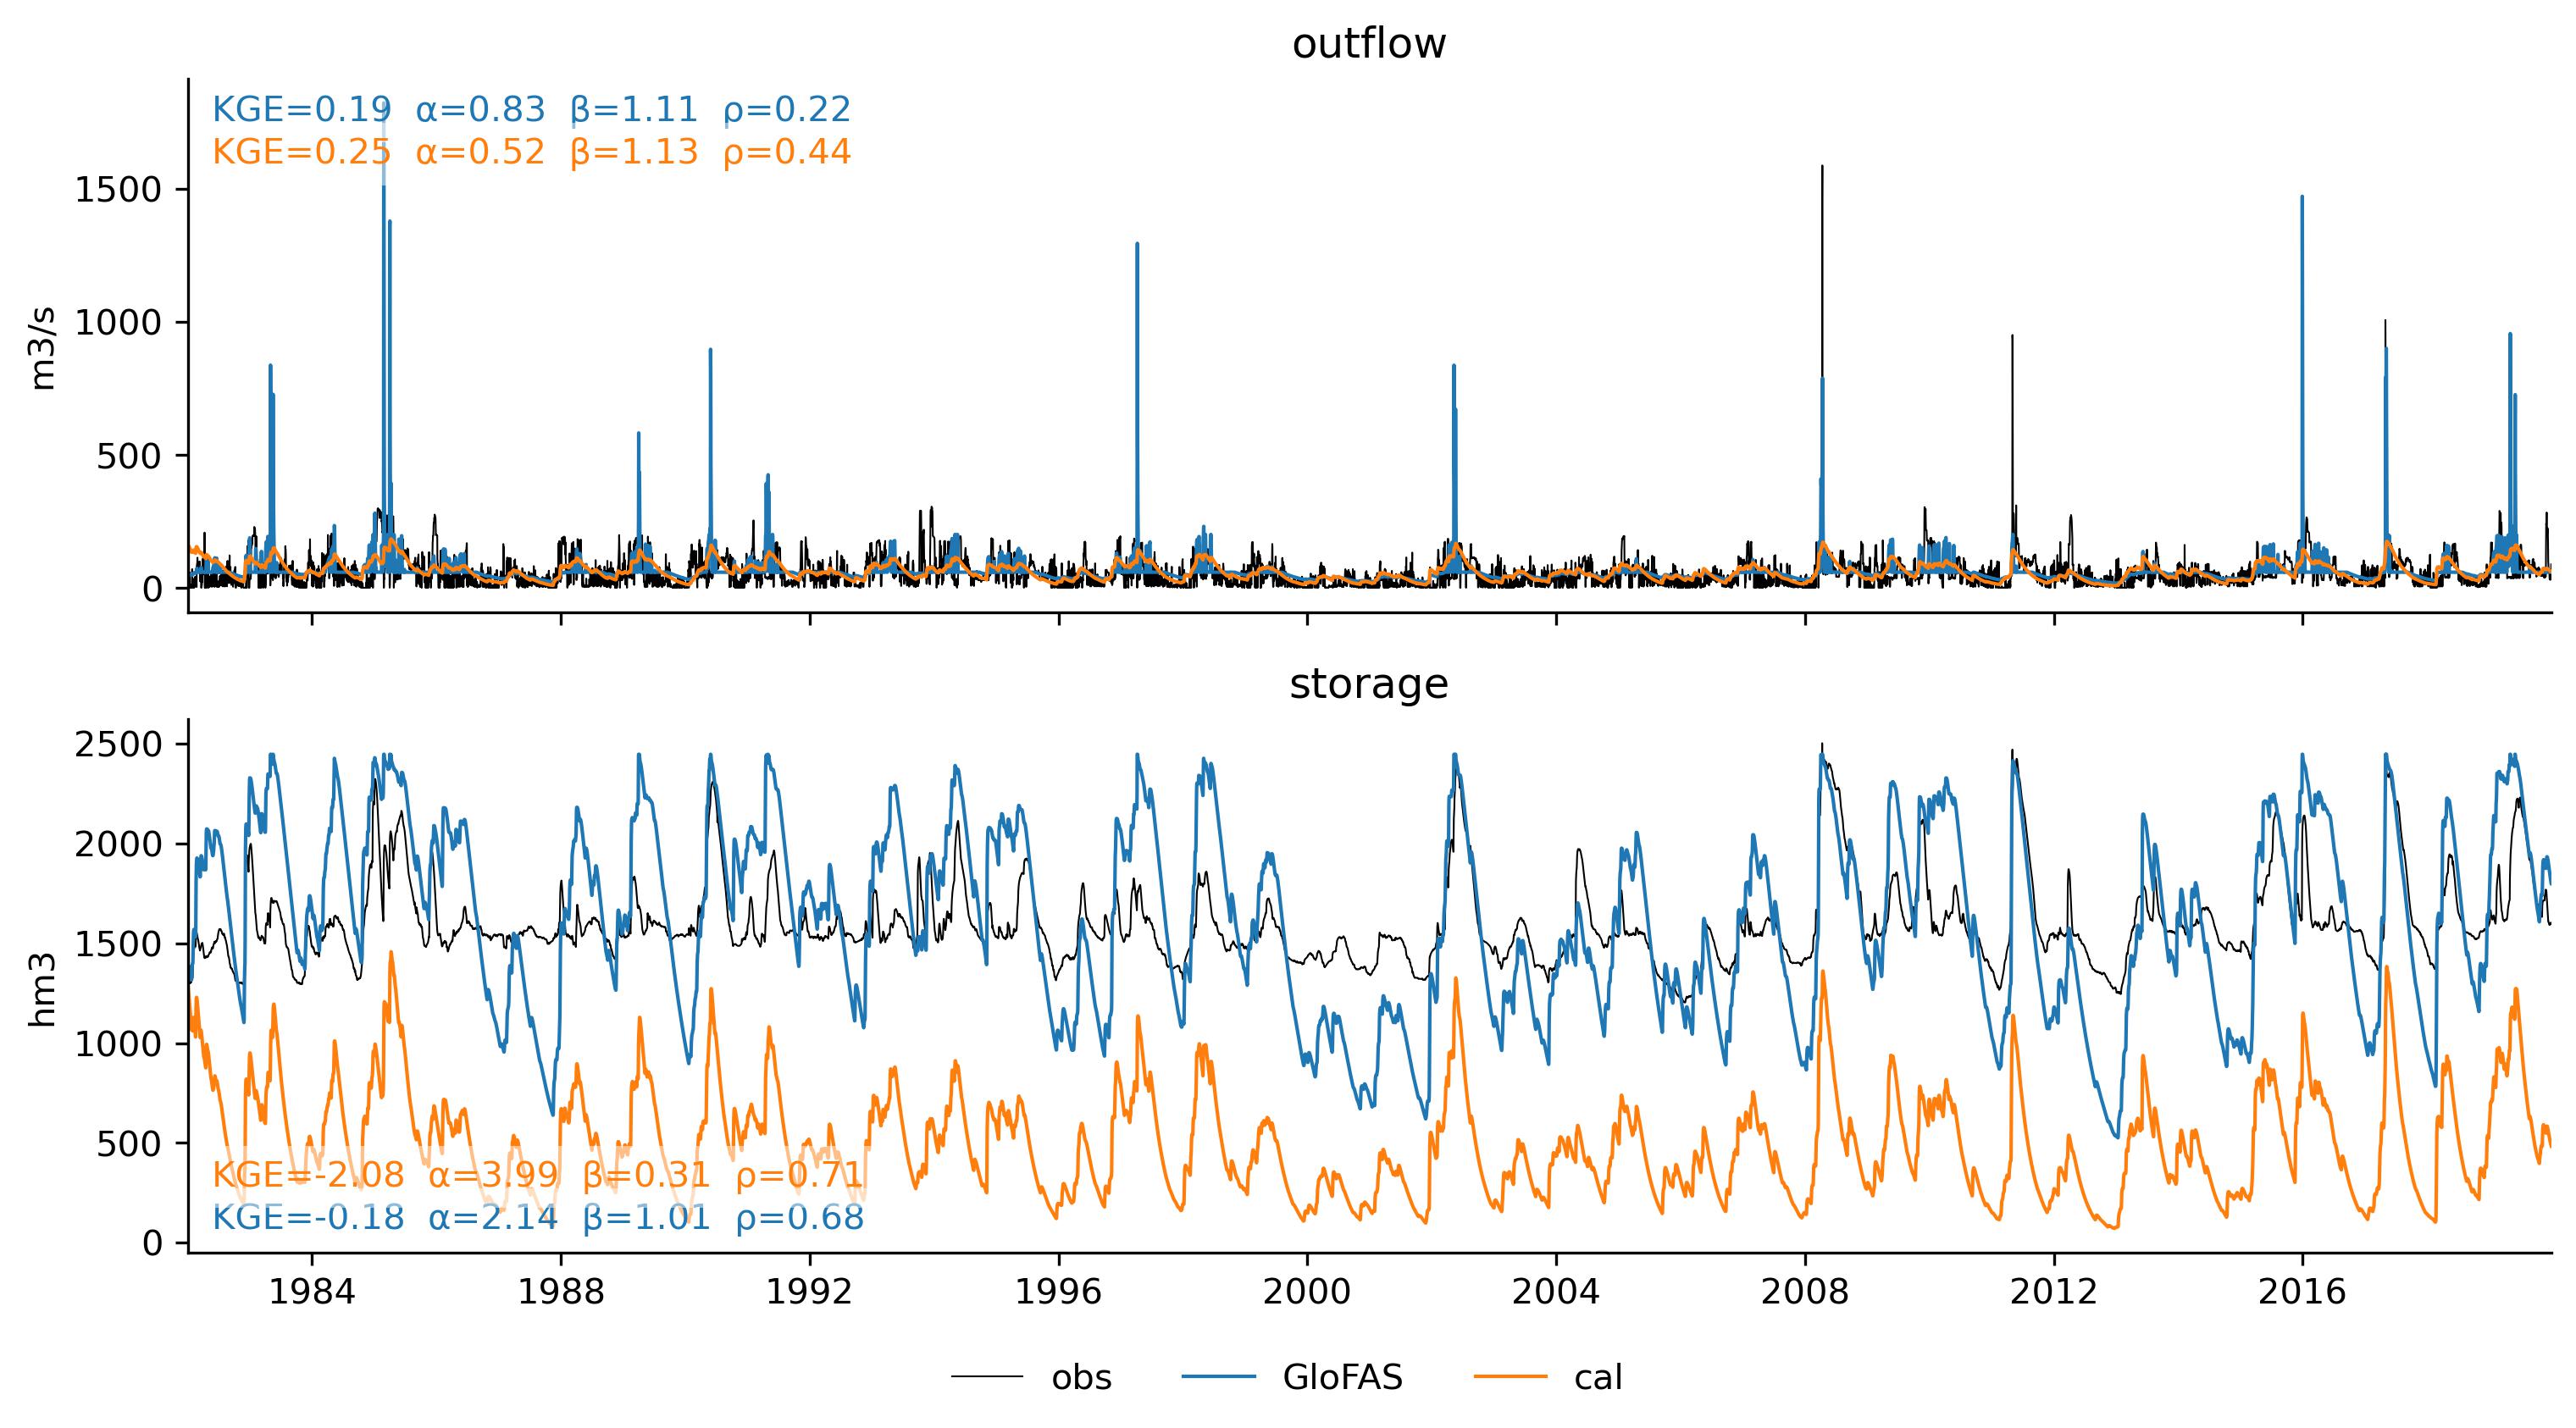 outflow
KGE=0.19 α=0.83 β=1.11 ρ=0.22
KGE=0.25 α=0.52 β=1.13 ρ=0.44
m3/s
1500
1000
500
0
storage
hm3
2500
2000
1500
1000
500
0
KGE=-2.08 α=3.99 β=0.31 ρ=0.71
KGE=-0.18 α=2.14 β=1.01 ρ=0.68
1984 1988 1992 1996 2000 2004 2008 2012 2016
obs GloFAS cal